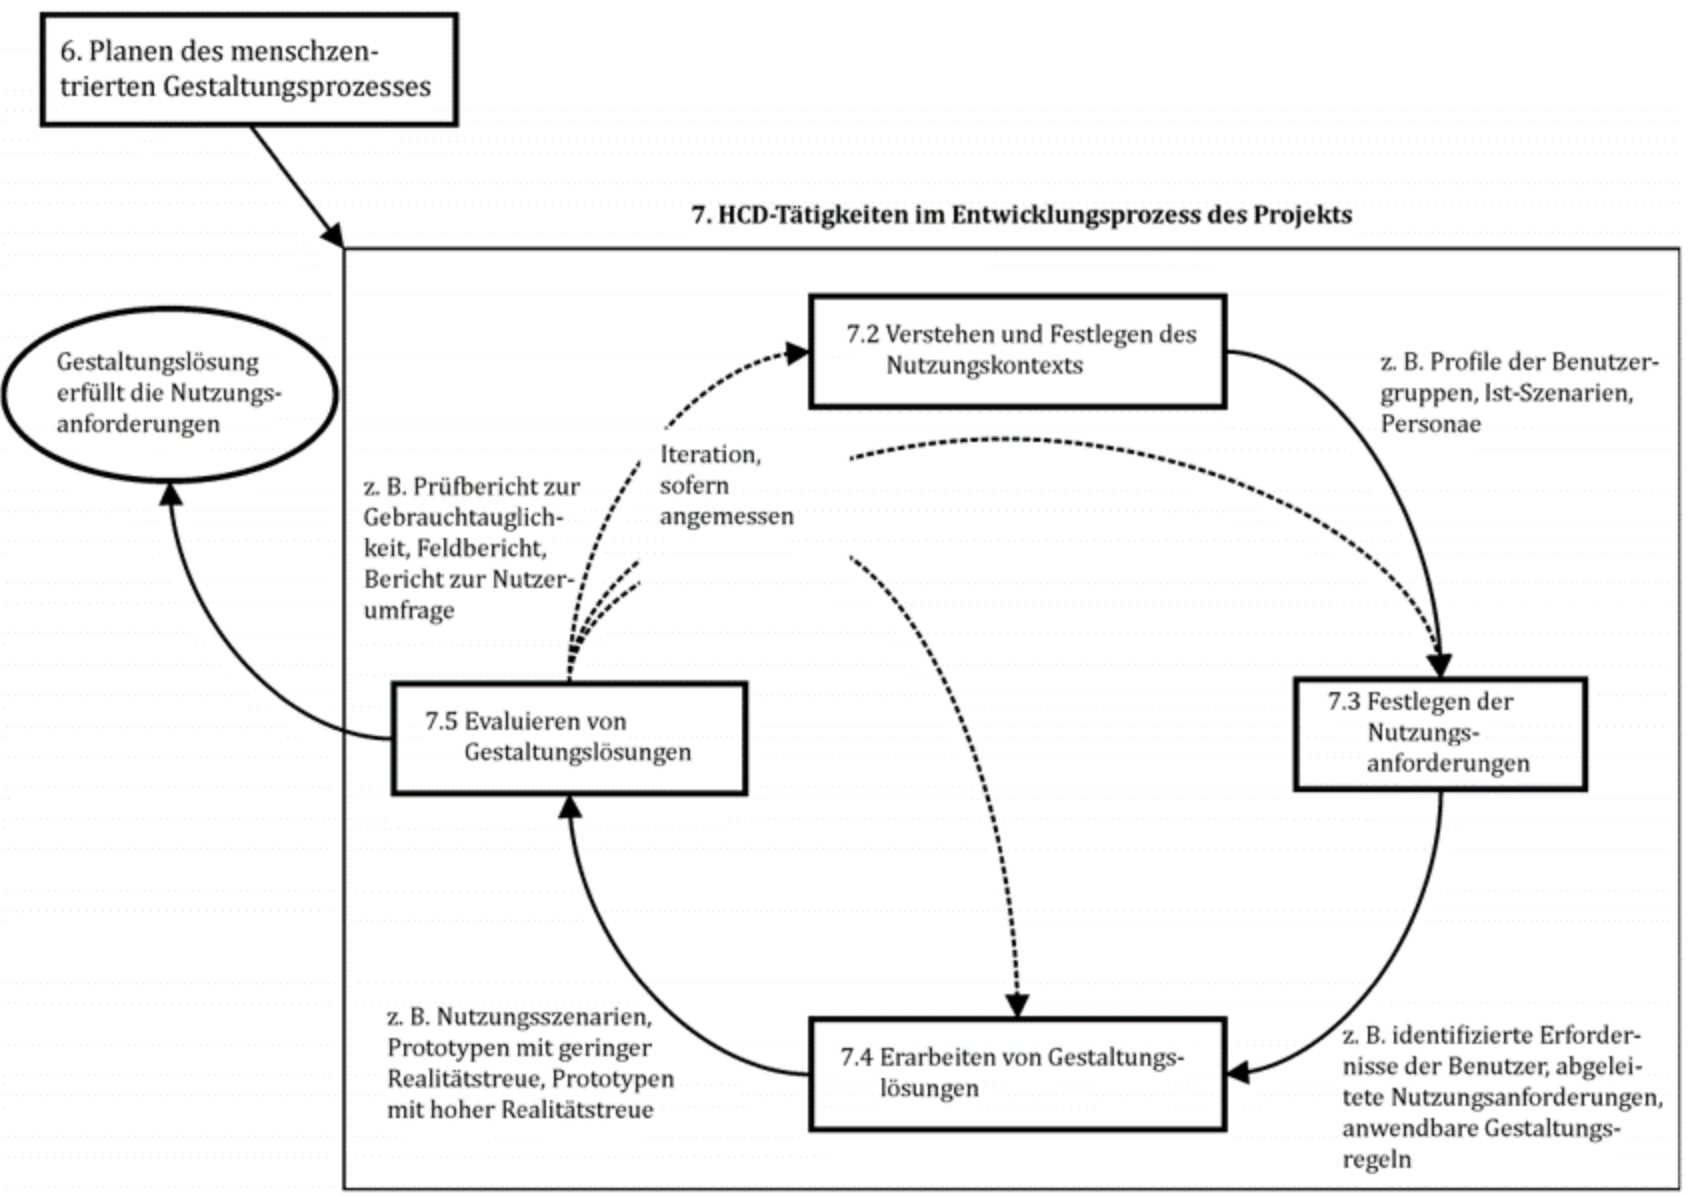 6. Planen des menschzen-
trierten Gestaltungsprozesses
7. HCD-Tätigkeiten im Entwicklungsprozess des Projekts
7.2 Verstehen und Festlegen des
Nutzungskontexts
z. B. Profile der Benutzer-
gruppen, Ist-Szenarien,
Personae
Gestaltungslösung
erfüllt die Nutzungs-
anforderungen
Iteration,
sofern
angemessen
z. B. Prüfbericht zur
Gebrauchtauglich-
keit, Feldbericht,
Bericht zur Nutzer-
umfrage
7.5 Evaluieren von
Gestaltungslösungen
7.3 Festlegen der
Nutzungs-
anforderungen
z. B. Nutzungsszenarien,
Prototypen mit geringer
Realitätstreue, Prototypen
mit hoher Realitätstreue
7.4 Erarbeiten von Gestaltungs-
lösungen
z. B. identifizierte Erforder-
nisse der Benutzer, abgelei-
tete Nutzungsanforderungen,
anwendbare Gestaltungs-
regeln